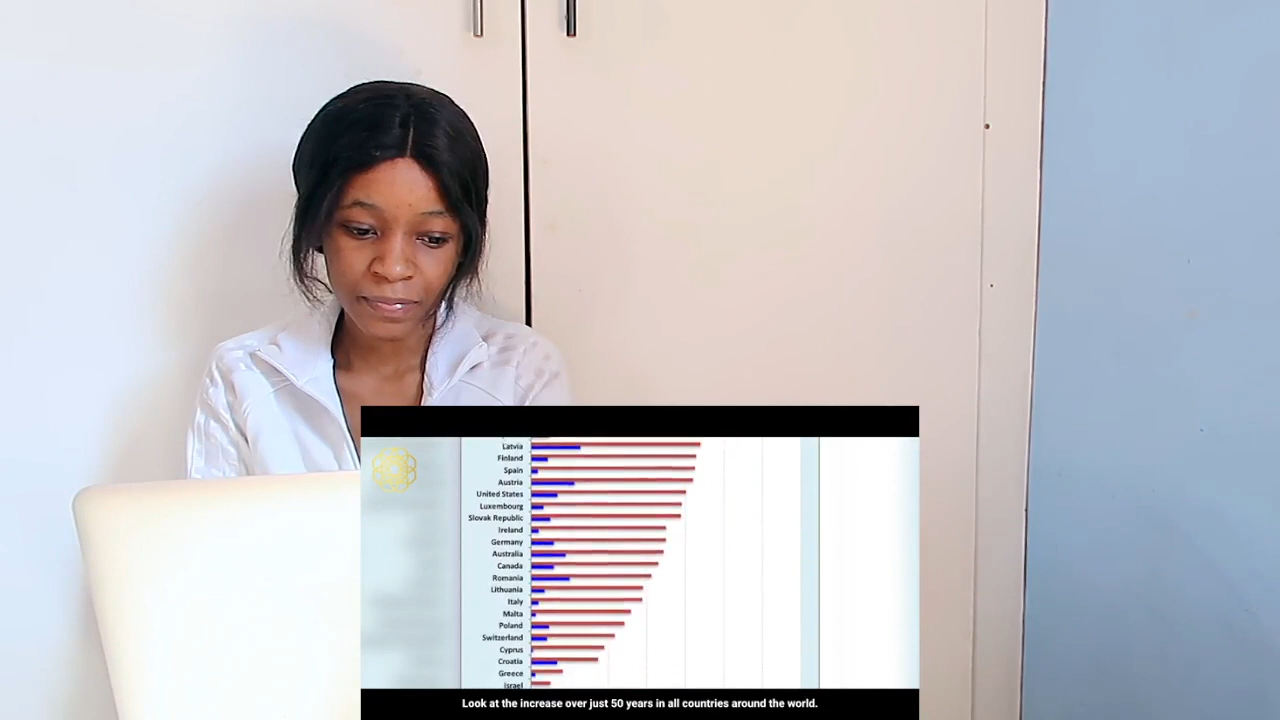 Latvia
Finland
Spain
Austria
United States
Luxembourg
Slovak Republic
Ireland
Germany
Australia
Canada
Romania
Lithuania
Italy
Malta
Poland
Switzerland
Cyprus
Croatia
Greece
Israel
Look at the increase over just 50 years in all countries around the world.